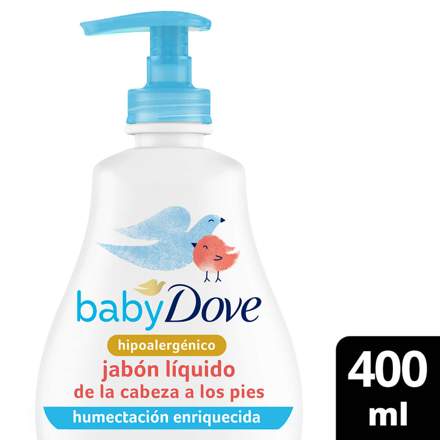 baby Dove
hipoalergénico
jabón líquido
de la cabeza a los pies
humectación enriquecida
400
ml